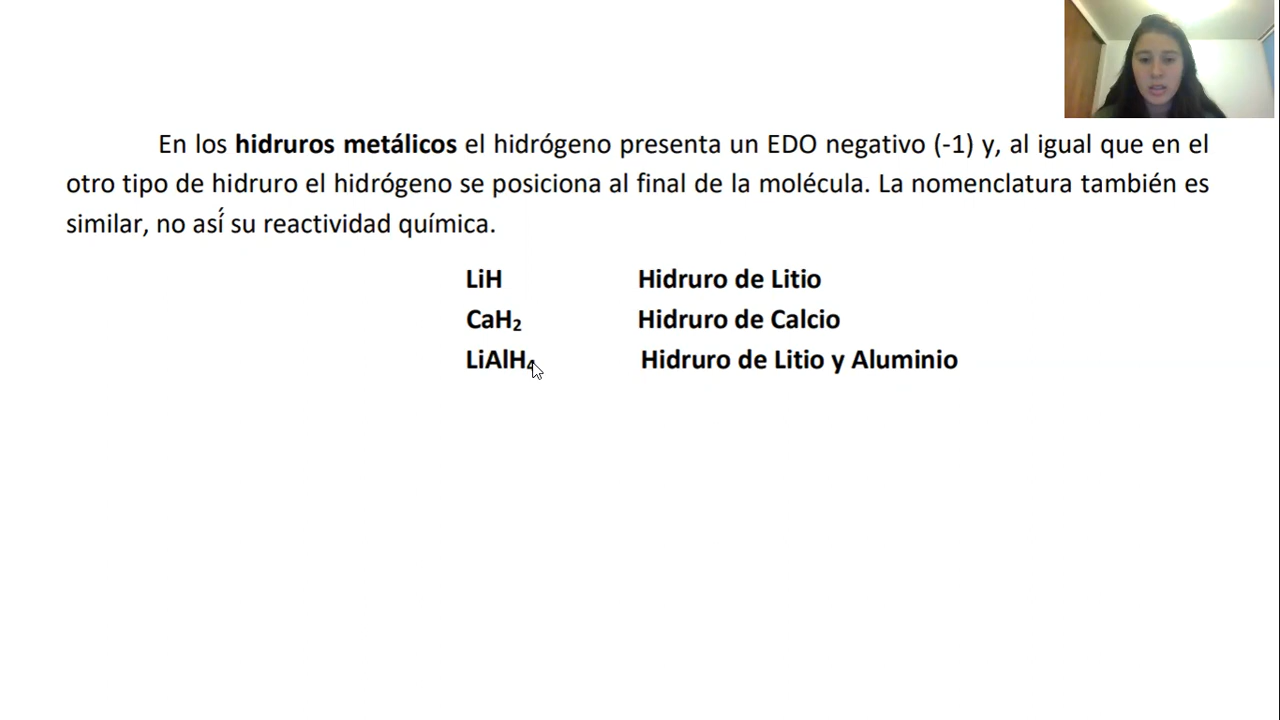 En los hidruros metálicos el hidrógeno presenta un EDO negativo (-1) y, al igual que en el
otro tipo de hidruro el hidrógeno se posiciona al final de la molécula. La nomenclatura también es
similar, no así su reactividad química.
LiH Hidruro de Litio
CaH₂ Hidruro de Calcio
LiAlH₄ Hidruro de Litio y Aluminio